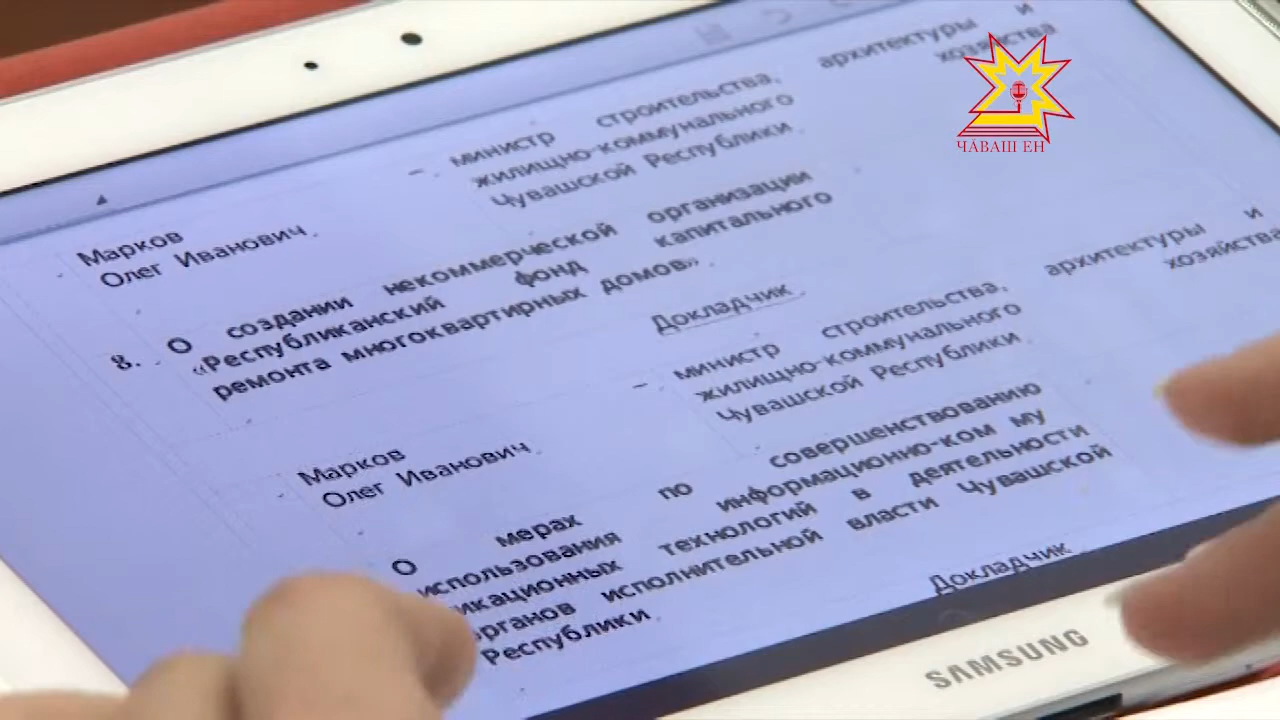 ЧӐВАШ ЕН
Марков
Олег Иванович
– министр строительства, архитектуры и
жилищно-коммунального хозяйства
Чувашской Республики
8. О создании некоммерческой организации
«Республиканский фонд капитального
ремонта многоквартирных домов»
Докладчик
Марков
Олег Иванович
– министр строительства, архитектуры и
жилищно-коммунального хозяйства
Чувашской Республики
О мерах по совершенствованию
использования информационно-ком му
никационных технологий в деятельности
органов исполнительной власти Чувашской
Республики
Докладчик
SAMSUNG